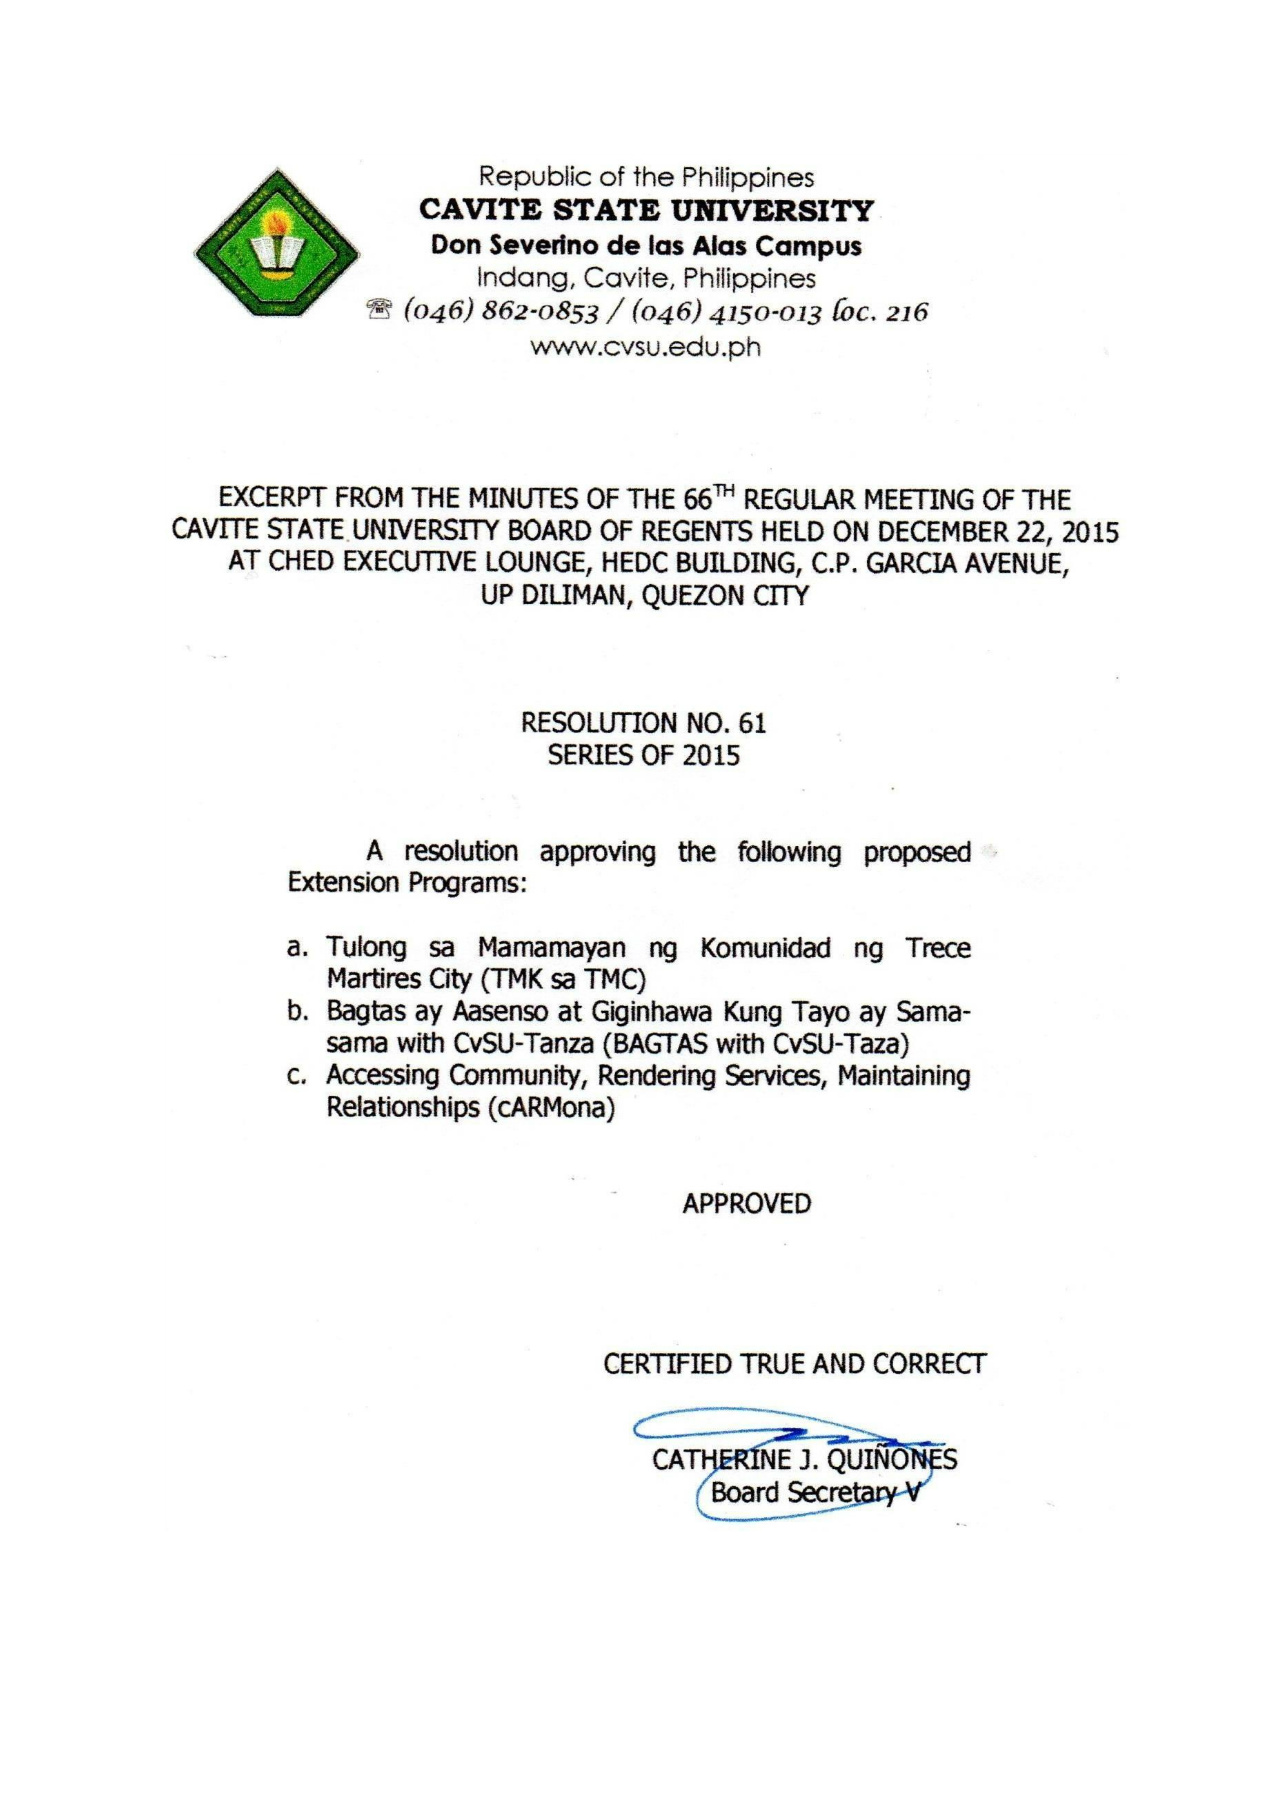 Republic of the Philippines
CAVITE STATE UNIVERSITY
Don Severino de las Alas Campus
Indang, Cavite, Philippines
☏ (046) 862-0853 / (046) 4150-013 loc. 216
www.cvsu.edu.ph
EXCERPT FROM THE MINUTES OF THE 66TH REGULAR MEETING OF THE
CAVITE STATE UNIVERSITY BOARD OF REGENTS HELD ON DECEMBER 22, 2015
AT CHED EXECUTIVE LOUNGE, HEDC BUILDING, C.P. GARCIA AVENUE,
UP DILIMAN, QUEZON CITY
RESOLUTION NO. 61
SERIES OF 2015
A resolution approving the following proposed
Extension Programs:
a. Tulong sa Mamamayan ng Komunidad ng Trece
Martires City (TMK sa TMC)
b. Bagtas ay Aasenso at Giginhawa Kung Tayo ay Sama-
sama with CvSU-Tanza (BAGTAS with CvSU-Taza)
c. Accessing Community, Rendering Services, Maintaining
Relationships (cARMona)
APPROVED
CERTIFIED TRUE AND CORRECT
CATHERINE J. QUIÑONES
Board Secretary V